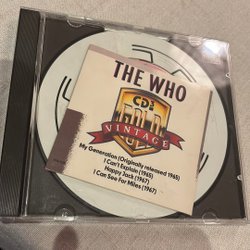 THE WHO
CD3
GOLD
VINTAGE
My Generation (Originally released 1965)
I Can't Explain (1965)
Happy Jack (1967)
I Can See For Miles (1967)